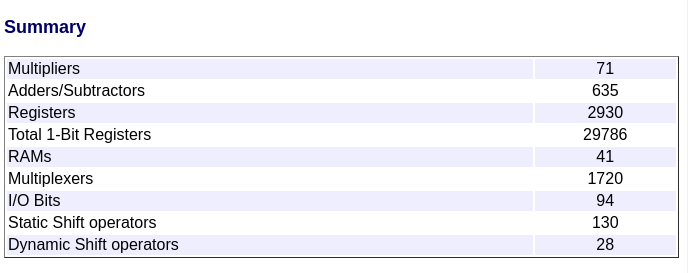 Summary
Multipliers 71
Adders/Subtractors 635
Registers 2930
Total 1-Bit Registers 29786
RAMs 41
Multiplexers 1720
I/O Bits 94
Static Shift operators 130
Dynamic Shift operators 28